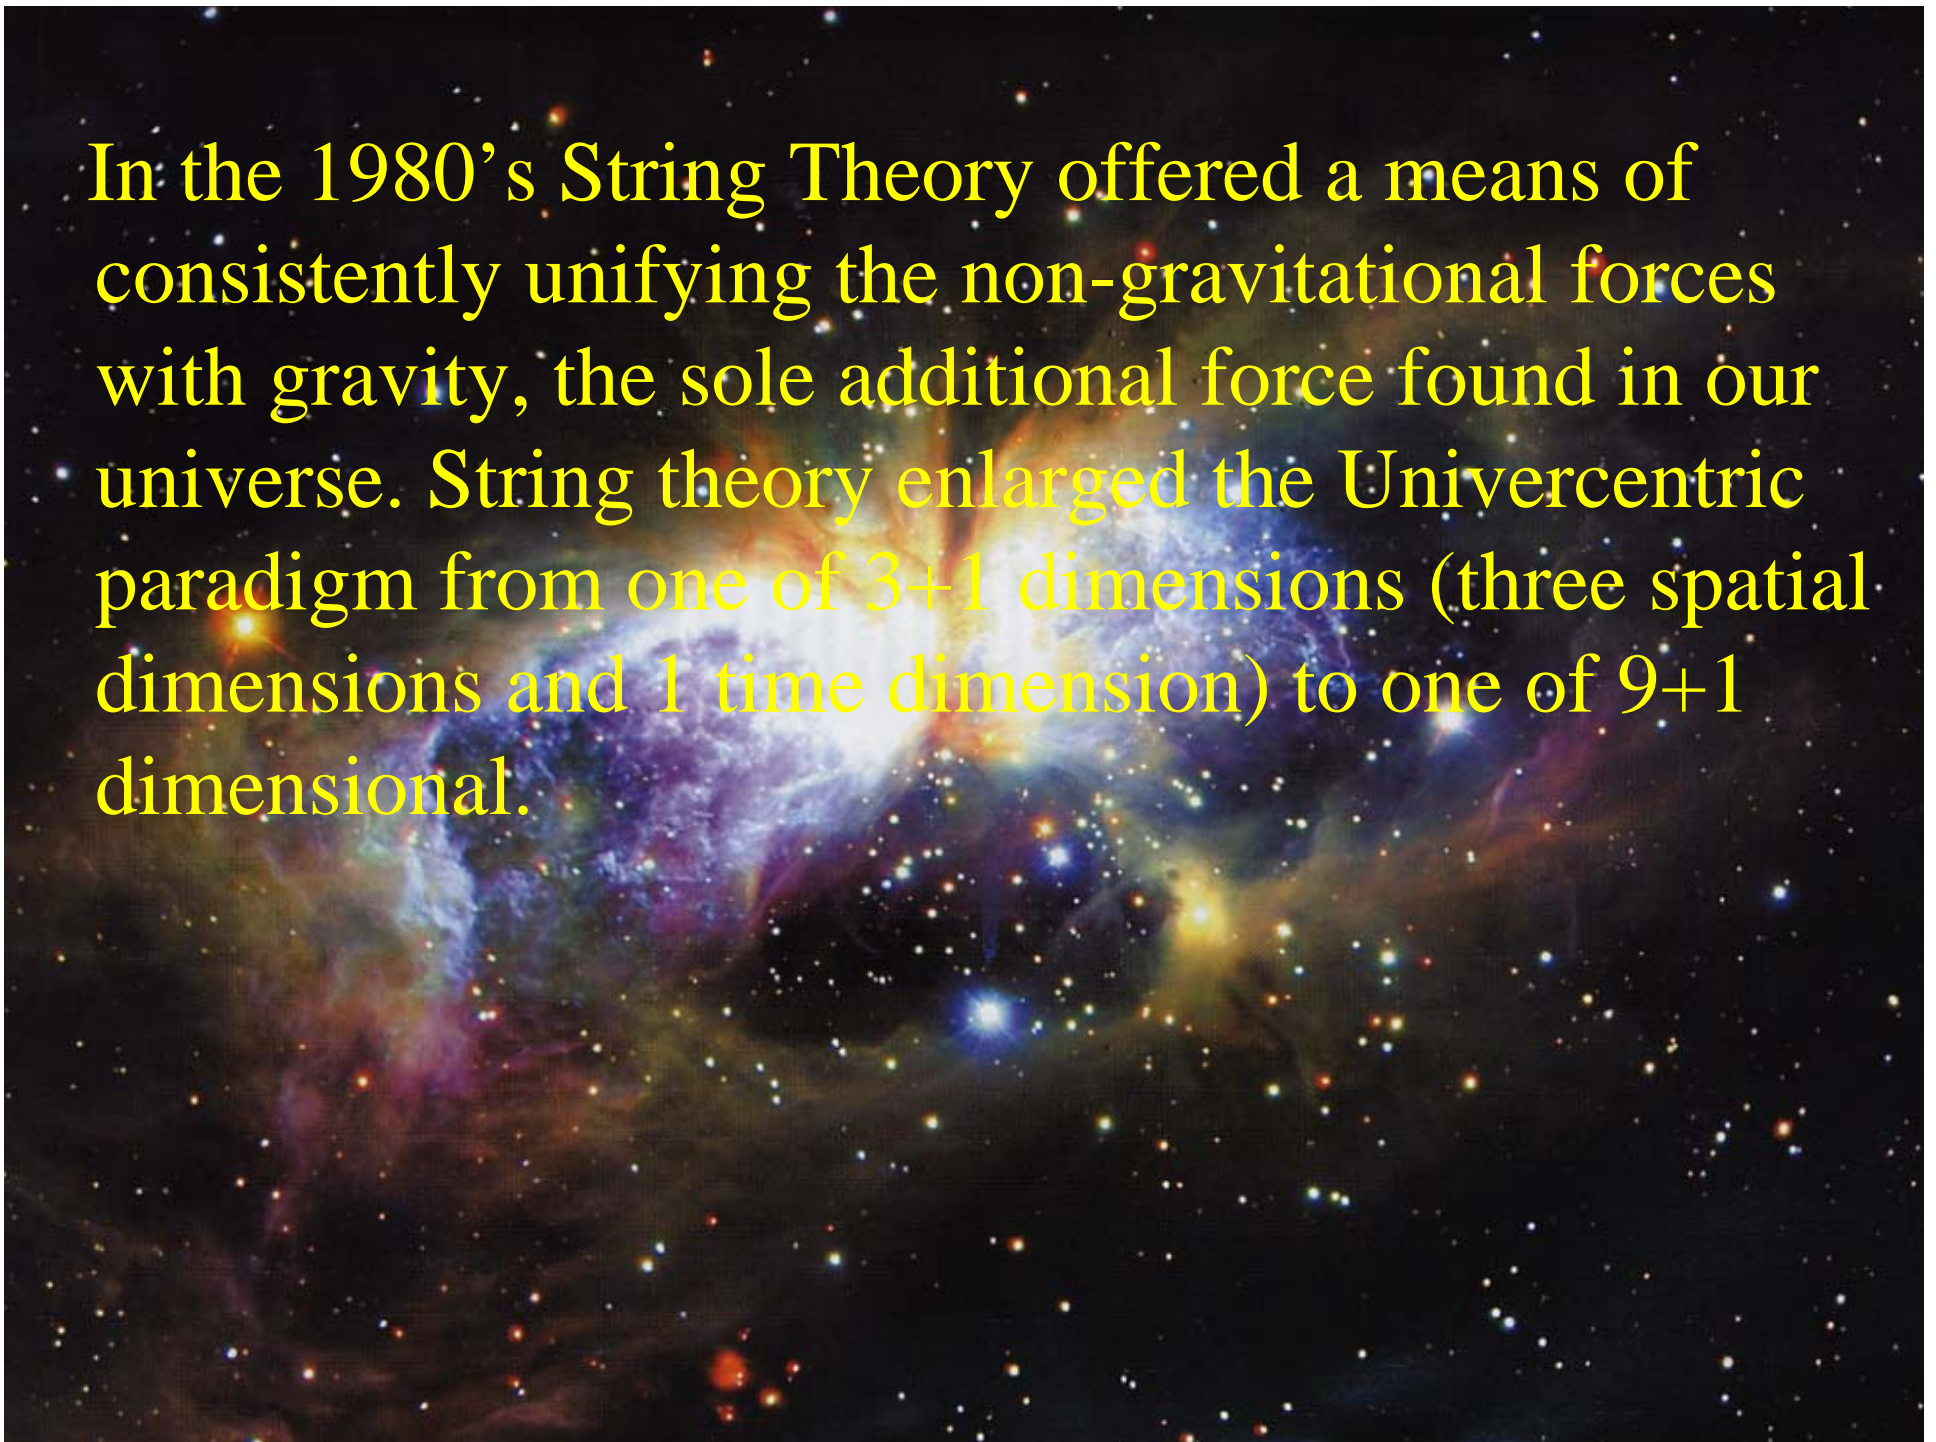 In the 1980’s String Theory offered a means of
consistently unifying the non-gravitational forces
with gravity, the sole additional force found in our
universe. String theory enlarged the Univercentric
paradigm from one of 3+1 dimensions (three spatial
dimensions and 1 time dimension) to one of 9+1
dimensional.